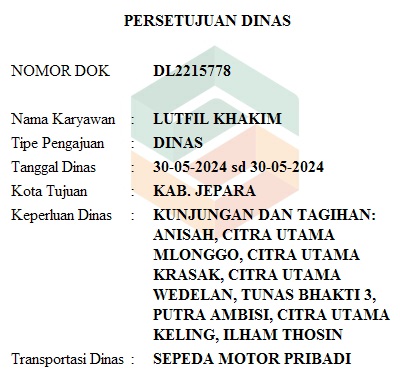 PERSETUJUAN DINAS
NOMOR DOK DL2215778
Nama Karyawan : LUTFIL KHAKIM
Tipe Pengajuan : DINAS
Tanggal Dinas : 30-05-2024 sd 30-05-2024
Kota Tujuan : KAB. JEPARA
Keperluan Dinas : KUNJUNGAN DAN TAGIHAN:
ANISAH, CITRA UTAMA
MLONGGO, CITRA UTAMA
KRASAK, CITRA UTAMA
WEDELAN, TUNAS BHAKTI 3,
PUTRA AMBISI, CITRA UTAMA
KELING, ILHAM THOSIN
Transportasi Dinas : SEPEDA MOTOR PRIBADI